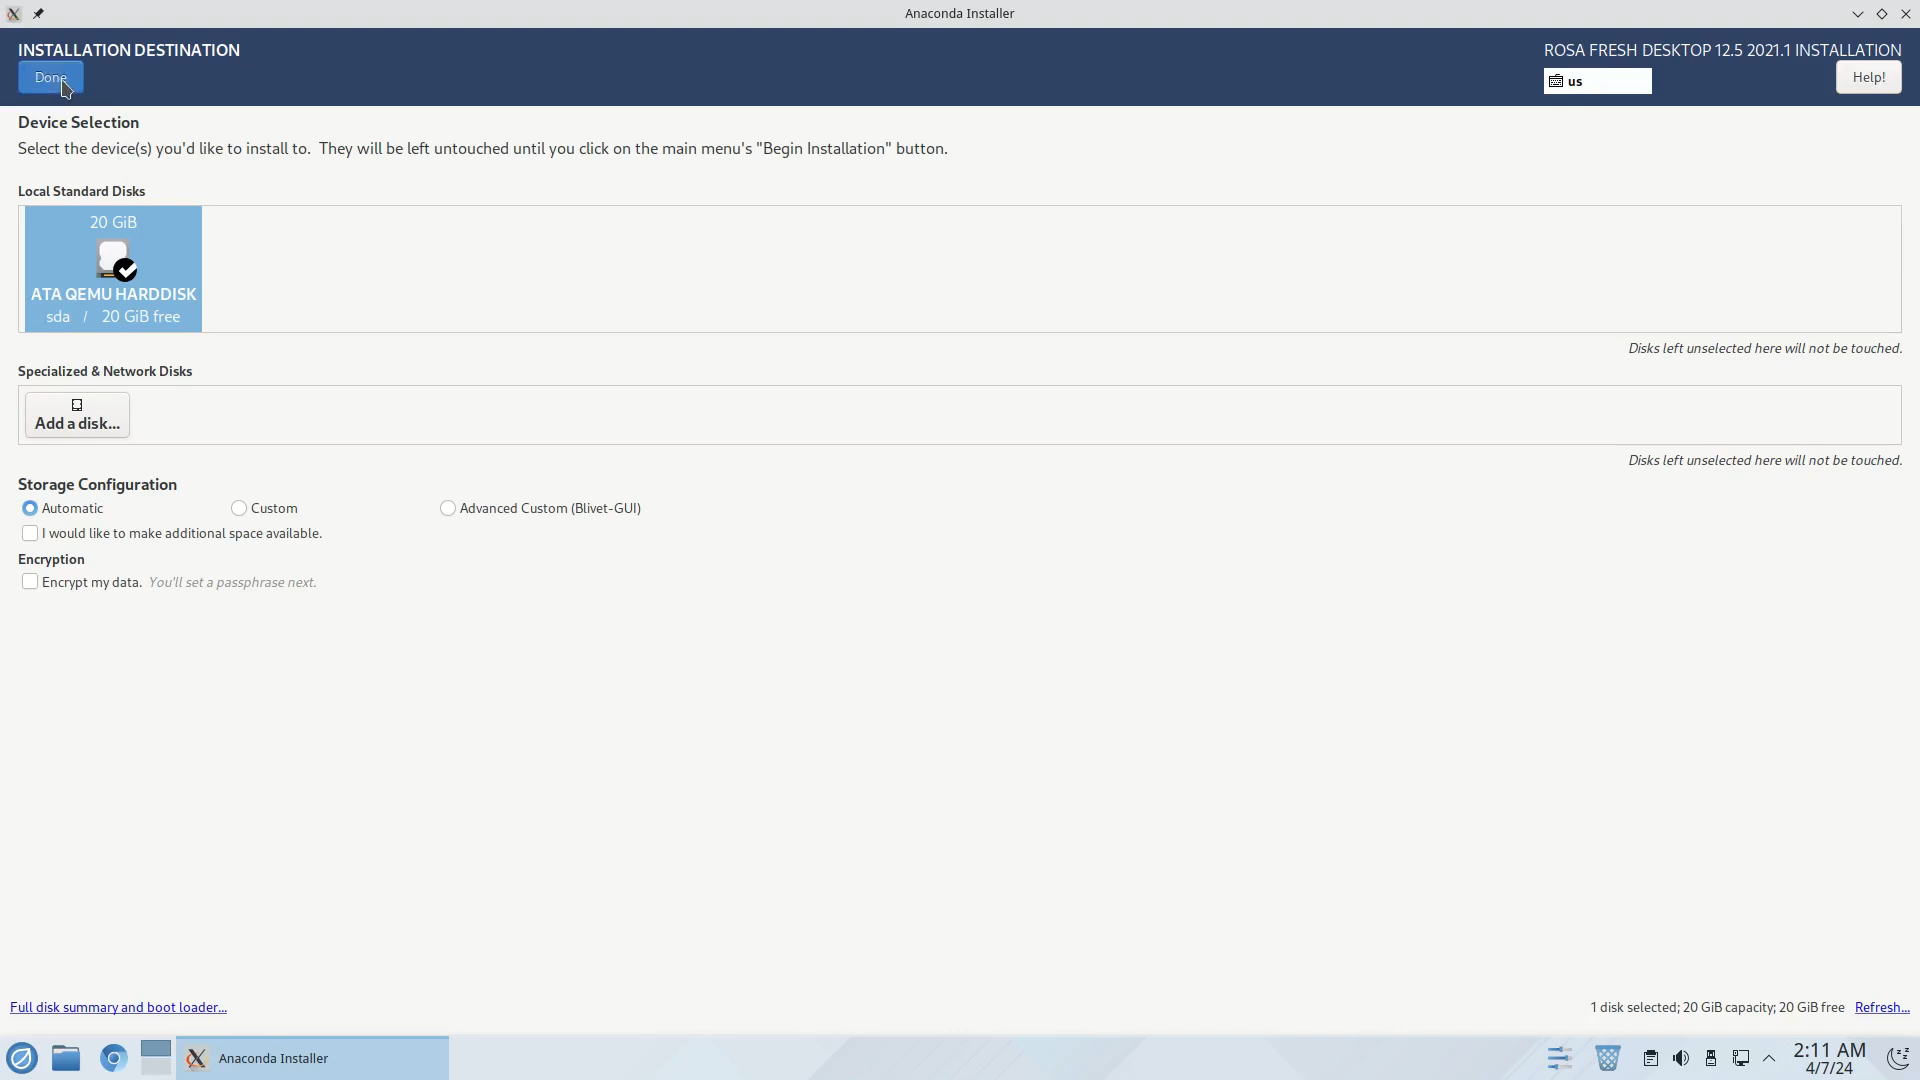 Anaconda Installer
INSTALLATION DESTINATION
ROSA FRESH DESKTOP 12.5 2021.1 INSTALLATION
Done
us
Help!
Device Selection
Select the device(s) you'd like to install to. They will be left untouched until you click on the main menu's "Begin Installation" button.
Local Standard Disks
20 GiB
ATA QEMU HARDDISK
sda / 20 GiB free
Disks left unselected here will not be touched.
Specialized & Network Disks
Add a disk...
Disks left unselected here will not be touched.
Storage Configuration
Automatic Custom Advanced Custom (Blivet-GUI)
I would like to make additional space available.
Encryption
Encrypt my data. You'll set a passphrase next.
Full disk summary and boot loader...
1 disk selected; 20 GiB capacity; 20 GiB free Refresh...
Anaconda Installer
2:11 AM
4/7/24